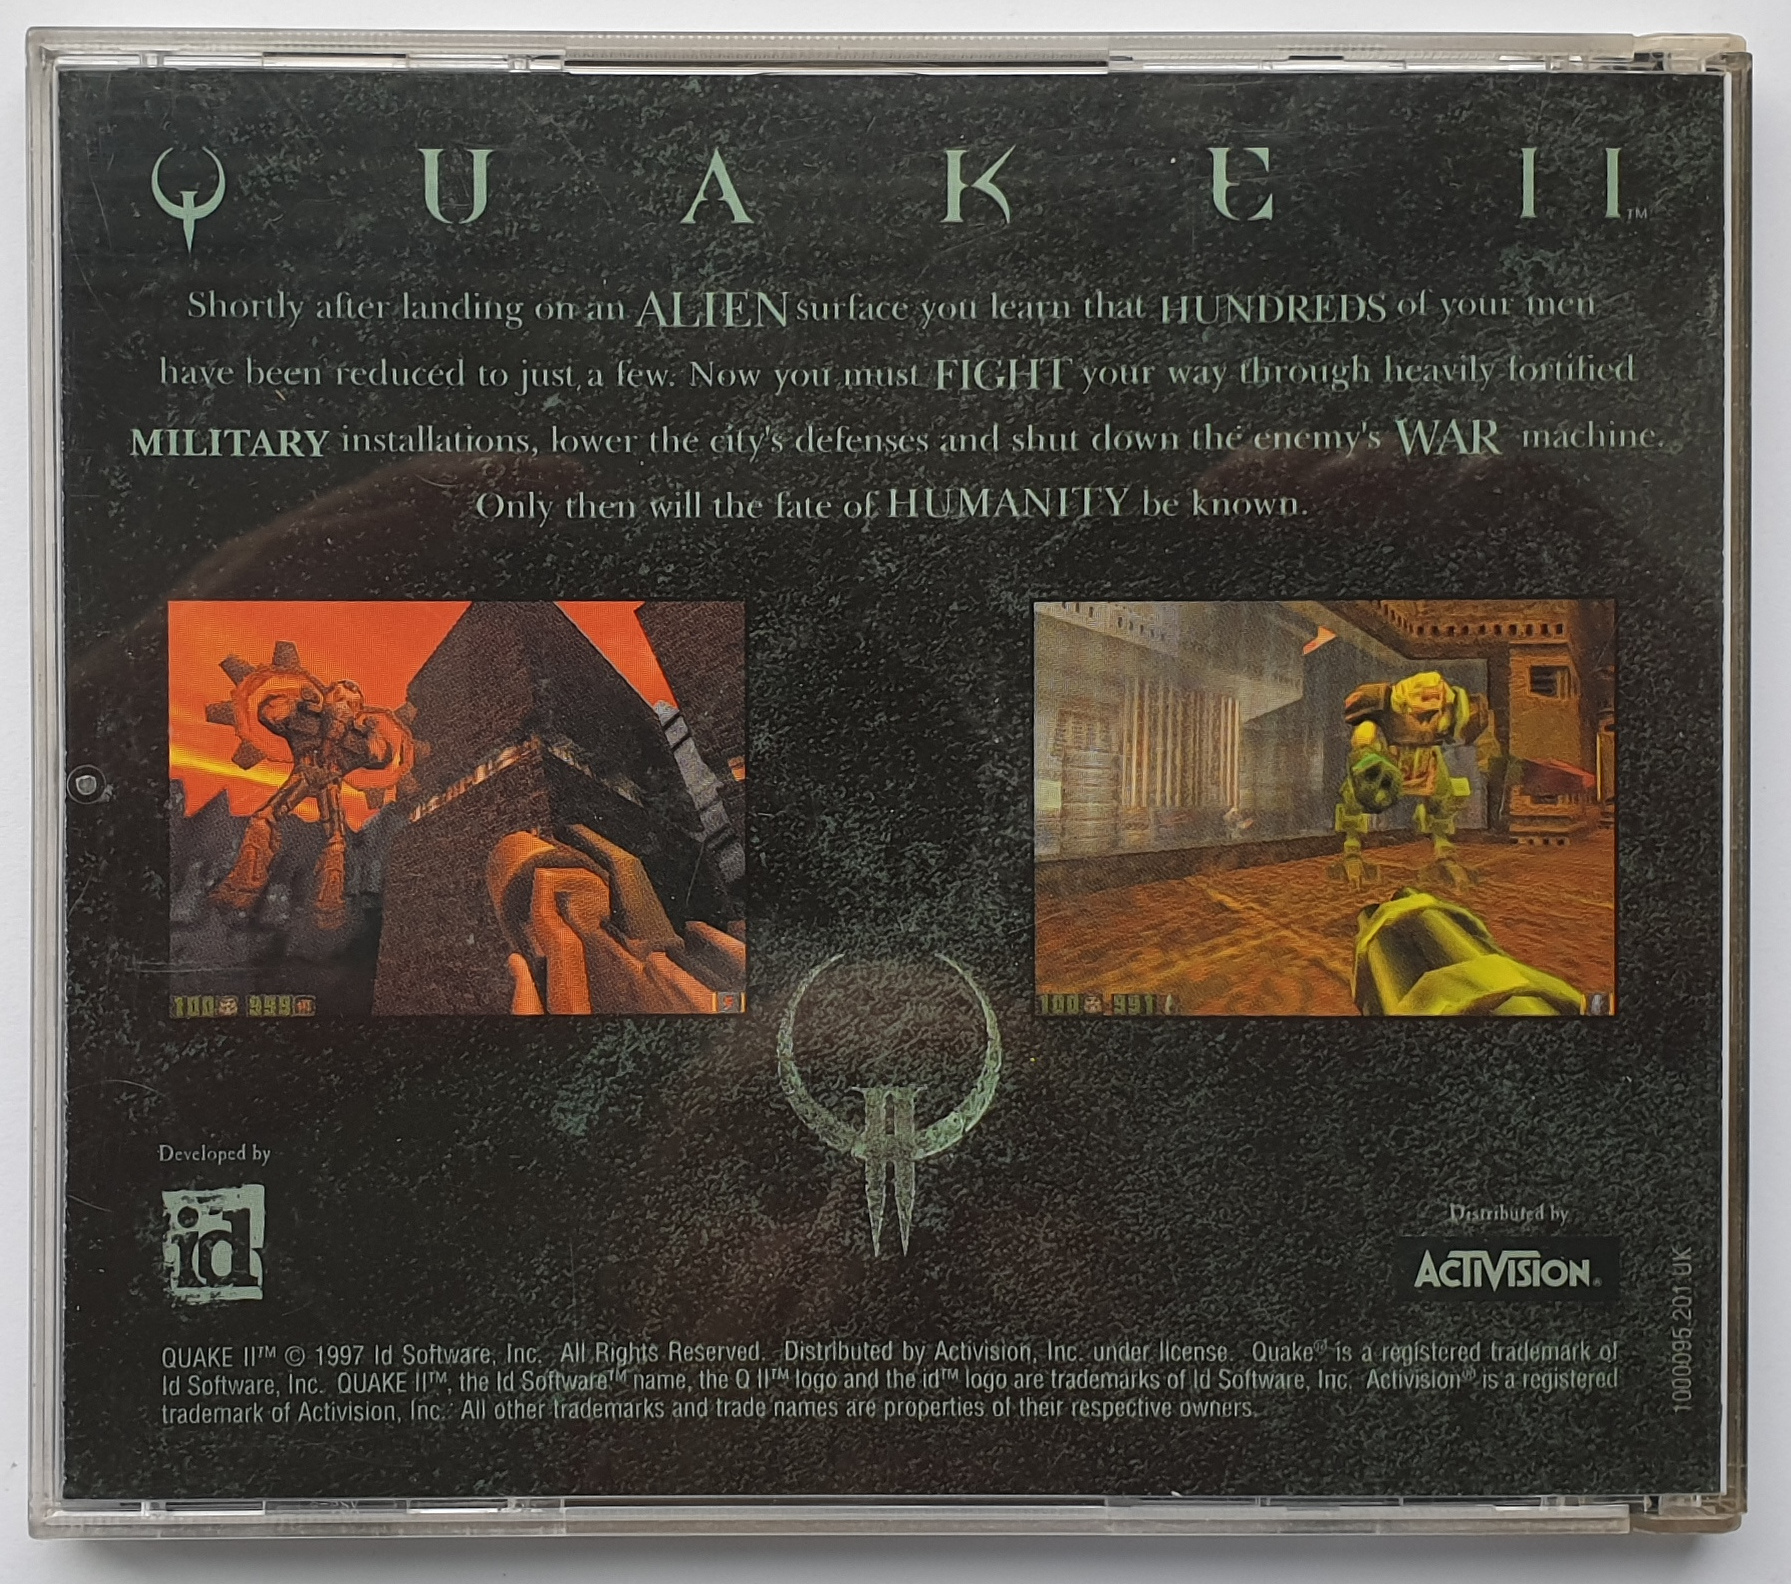 QUAKE II™
Shortly after landing on an ALIEN surface you learn that HUNDREDS of your men
have been reduced to just a few. Now you must FIGHT your way through heavily fortified
MILITARY installations, lower the city's defenses and shut down the enemy's WAR machine.
Only then will the fate of HUMANITY be known.
100 999
100 991
Developed by
id
Distributed by
ACTIVISION®
QUAKE II™ © 1997 Id Software, Inc. All Rights Reserved. Distributed by Activision, Inc. under license. Quake® is a registered trademark of
Id Software, Inc. QUAKE II™, the Id Software™ name, the Q II™ logo and the id™ logo are trademarks of Id Software, Inc. Activision® is a registered
trademark of Activision, Inc. All other trademarks and trade names are properties of their respective owners.
1000095.201.UK